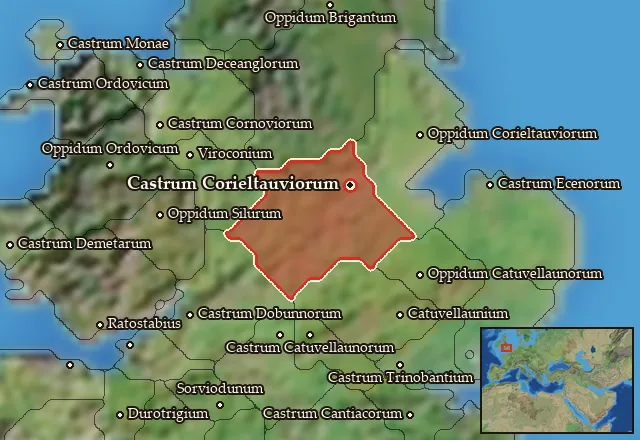 Oppidum Brigantum
Castrum Monae
Castrum Deceanglorum
Castrum Ordovicum
Castrum Cornoviorum
Oppidum Corieltauviorum
Oppidum Ordovicum
Viroconium
Castrum Corieltauviorum
Castrum Ecenorum
Oppidum Silurum
Castrum Demetarum
Oppidum Catuvellaunorum
Castrum Dobunnorum
Catuvellaunium
Ratostabius
Castrum Catuvellaunorum
Castrum Trinobantium
Sorviodunum
Durotrigium
Castrum Cantiacorum